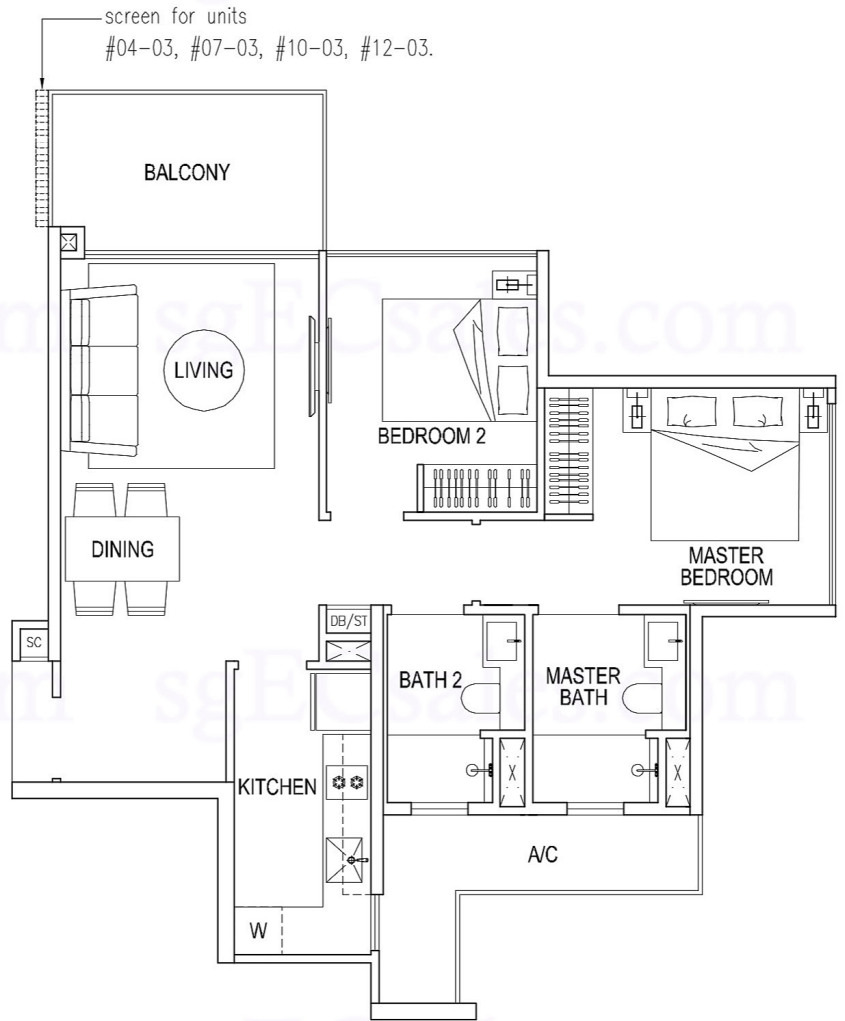 screen for units
#04-03, #07-03, #10-03, #12-03.
BALCONY
sgECsales.com
LIVING
BEDROOM 2
DINING
MASTER
BEDROOM
DB/ST
SC
BATH 2
MASTER
BATH
sgECsales.com
KITCHEN
A/C
W